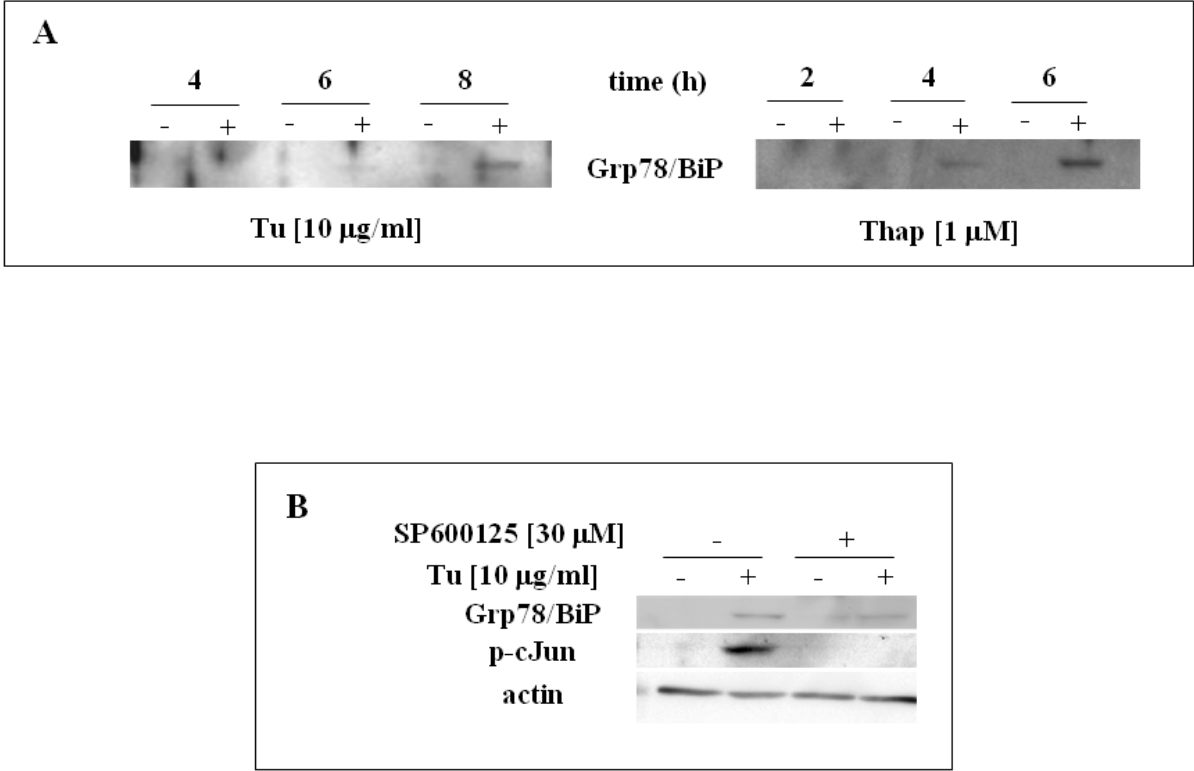 A
4 6 8 time (h) 2 4 6
- + - + - + - + - + - +
Grp78/BiP
Tu [10 µg/ml] Thap [1 µM]
B
SP600125 [30 µM] - +
Tu [10 µg/ml] - + - +
Grp78/BiP
p-cJun
actin